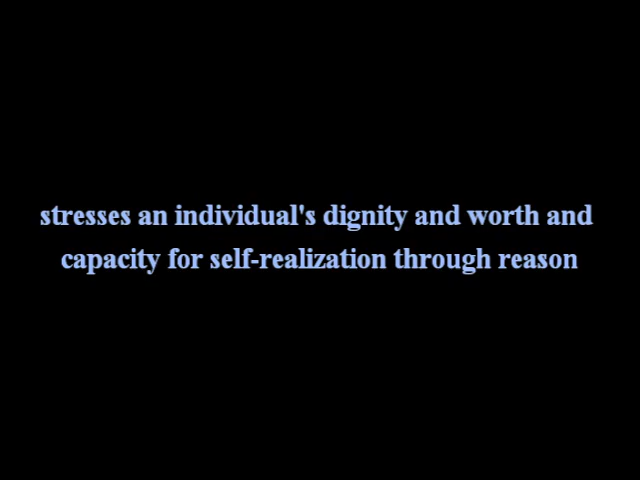 stresses an individual's dignity and worth and
capacity for self-realization through reason